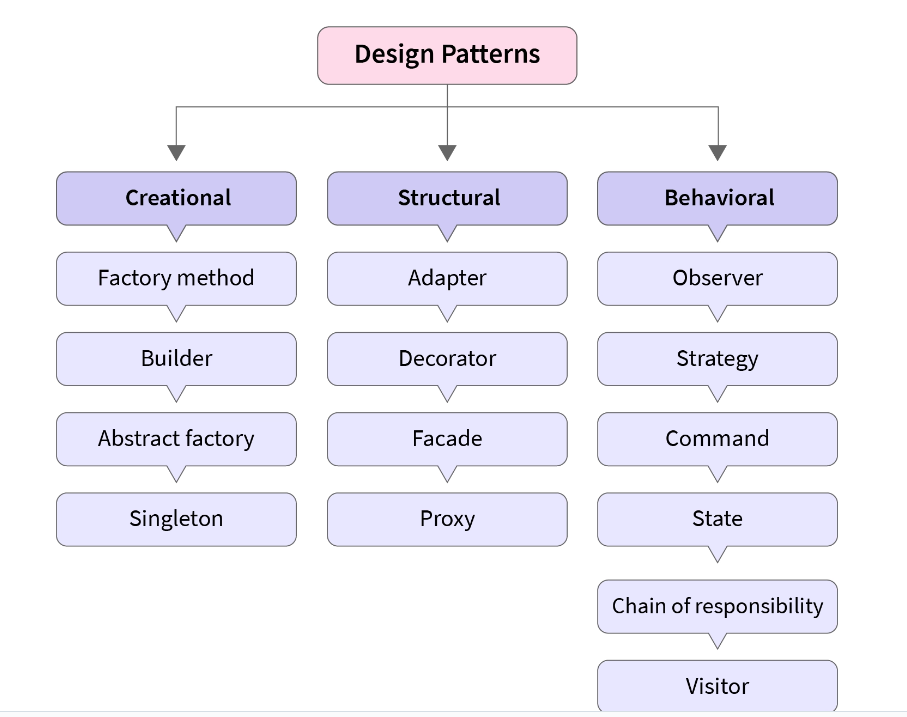 Design Patterns
Creational
Structural
Behavioral
Factory method
Adapter
Observer
Builder
Decorator
Strategy
Abstract factory
Facade
Command
Singleton
Proxy
State
Chain of responsibility
Visitor